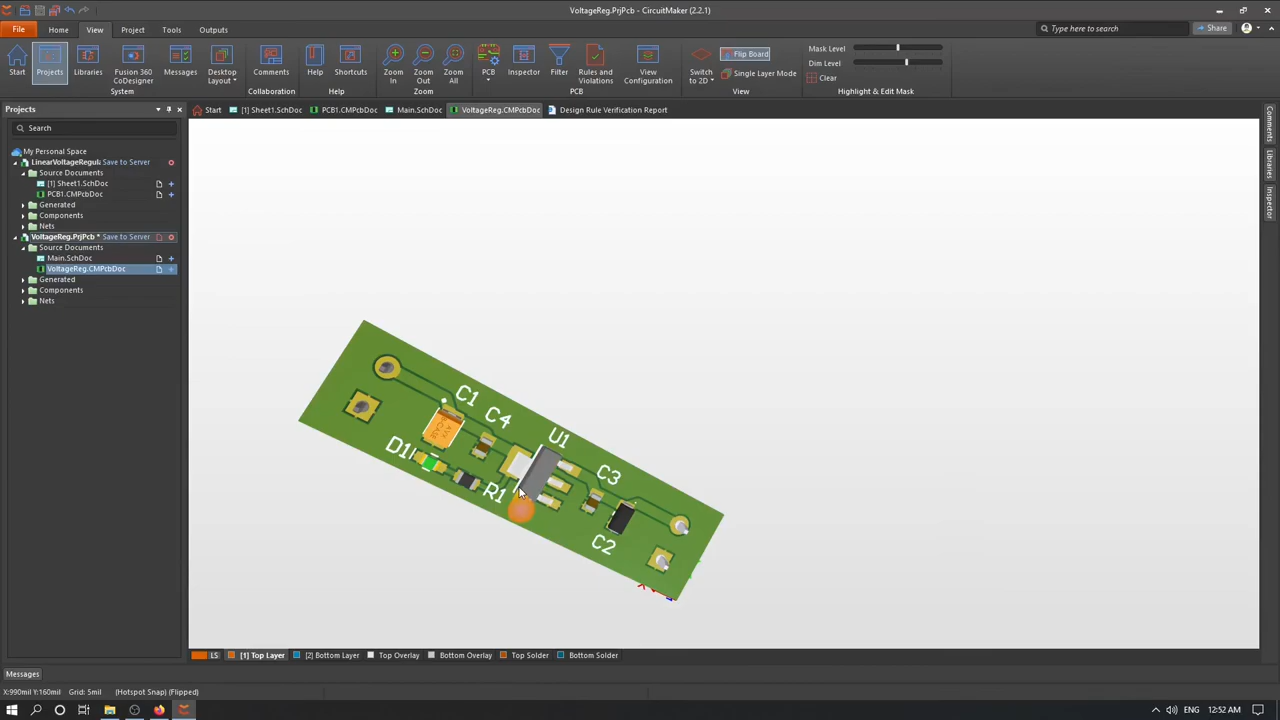 VoltageReg.PrjPcb - CircuitMaker (2.2.1)
File Home View Project Tools Outputs
Type here to search
Share
Start
Projects
Libraries
Fusion 360 CoDesigner
Messages
Desktop Layout
System
Comments
Collaboration
Help
Shortcuts
Help
Zoom In
Zoom Out
Zoom All
Zoom
PCB
Inspector
Filter
Rules and Violations
View Configuration
PCB
Switch to 2D
Flip Board
Single Layer Mode
View
Mask Level
Dim Level
Clear
Highlight & Edit Mask
Projects
Start
[1] Sheet1.SchDoc
PCB1.CMPcbDoc
Main.SchDoc
VoltageReg.CMPcbDoc
Design Rule Verification Report
Search
My Personal Space
LinearVoltageRegul Save to Server
Source Documents
[1] Sheet1.SchDoc
PCB1.CMPcbDoc
Generated
Components
Nets
VoltageReg.PrjPcb * Save to Server
Source Documents
Main.SchDoc
VoltageReg.CMPcbDoc
Generated
Components
Nets
C1
C4
U1
D1
R1
C3
C2
Comments
Libraries
Inspector
LS
[1] Top Layer
[2] Bottom Layer
Top Overlay
Bottom Overlay
Top Solder
Bottom Solder
Messages
X:990mil Y:160mil Grid: 5mil (Hotspot Snap) (Flipped)
12:52 AM